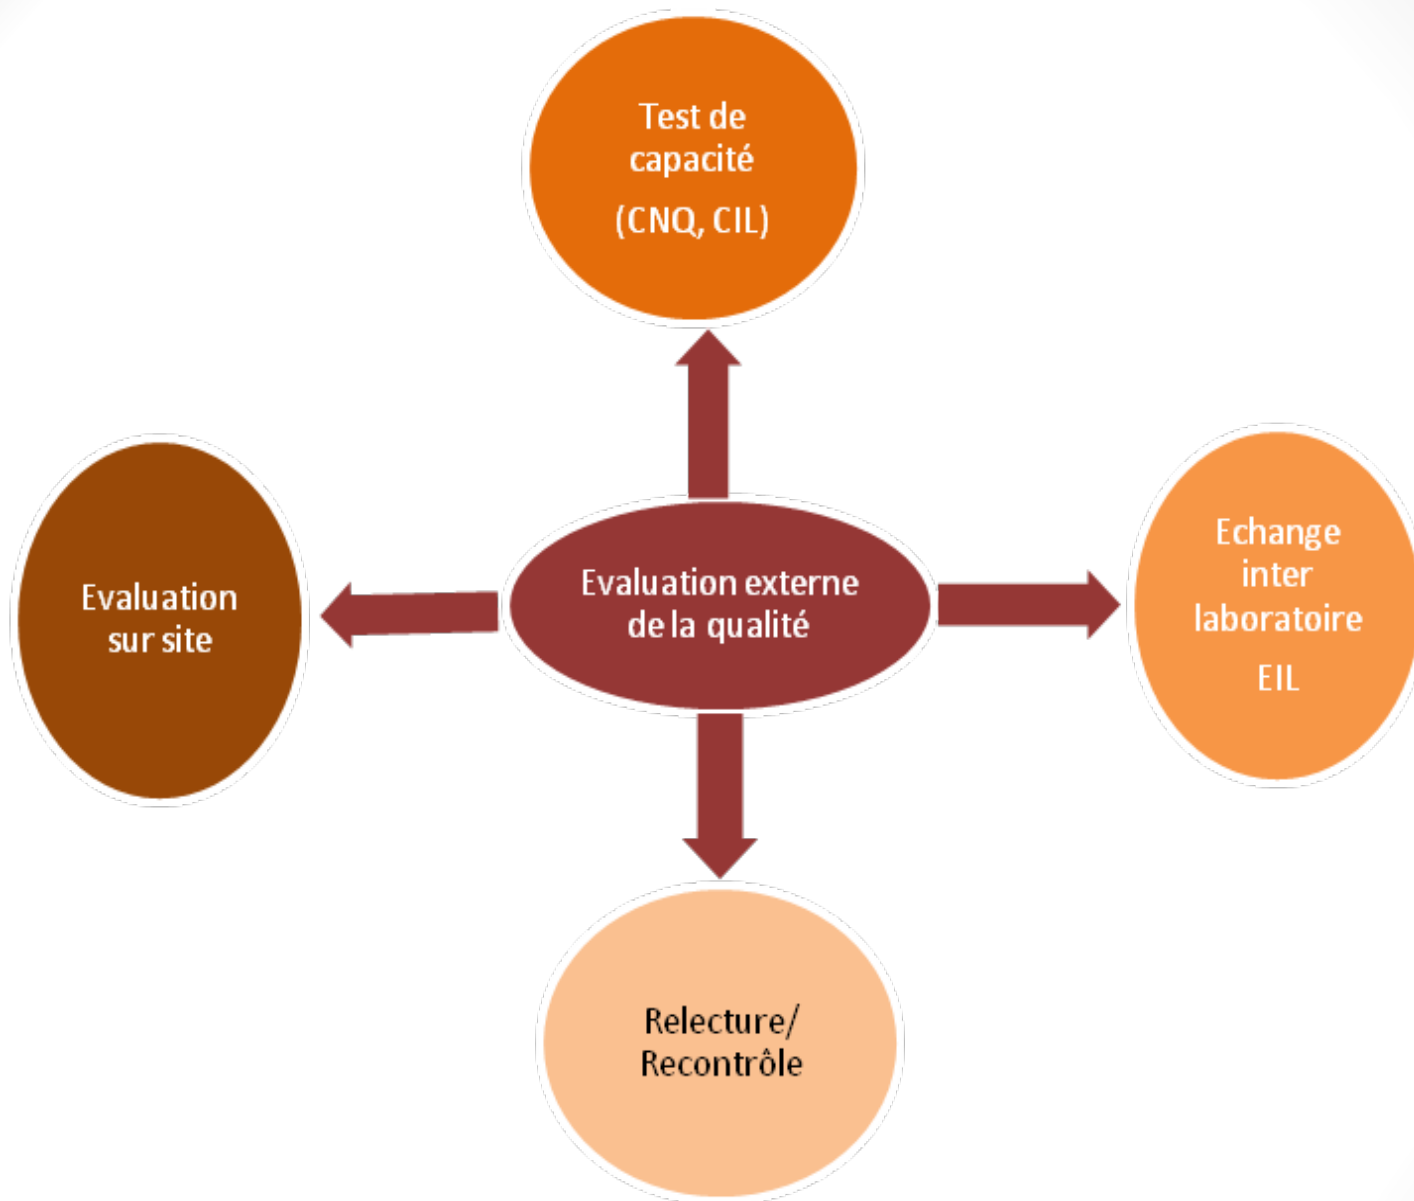 Test de
capacité
(CNQ, CIL)
Evaluation
sur site
Evaluation externe
de la qualité
Echange
inter
laboratoire
EIL
Relecture/
Recontrôle